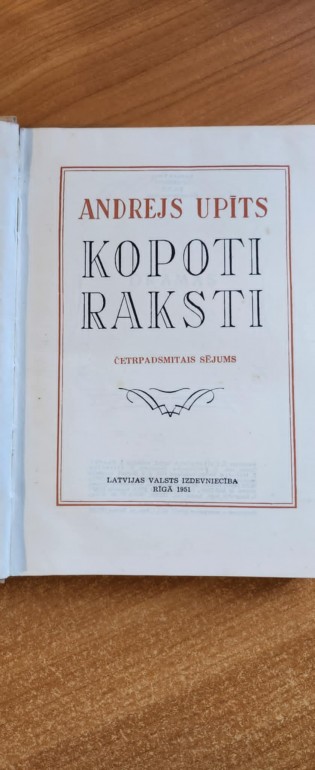 ANDREJS UPĪTS
KOPOTI
RAKSTI
ČETRPADSMITAIS SĒJUMS
LATVIJAS VALSTS IZDEVNIECĪBA
RĪGĀ 1951